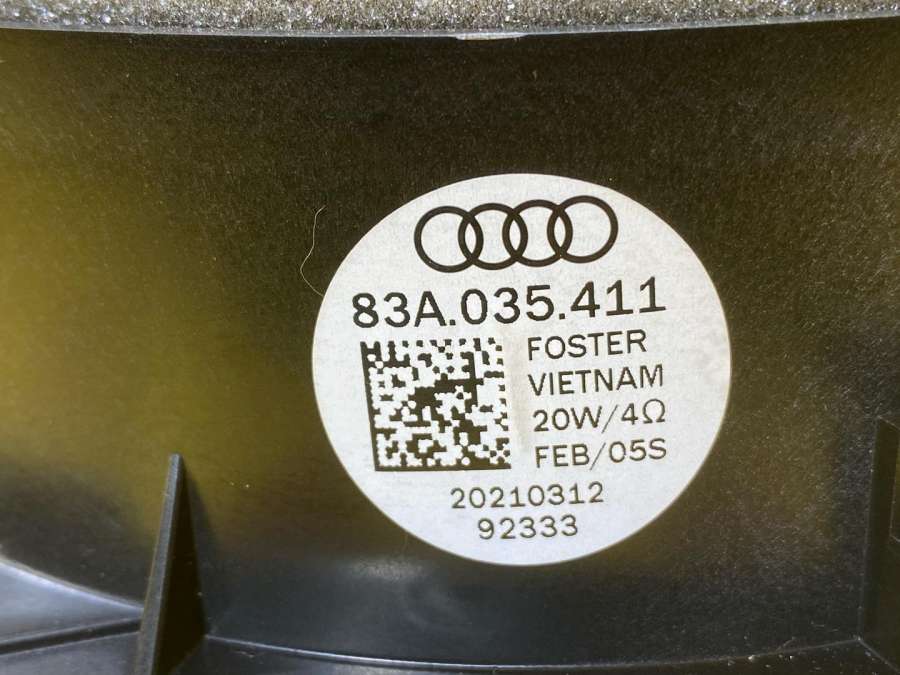 83A.035.411
FOSTER
VIETNAM
20W/4Ω
FEB/05S
20210312
92333